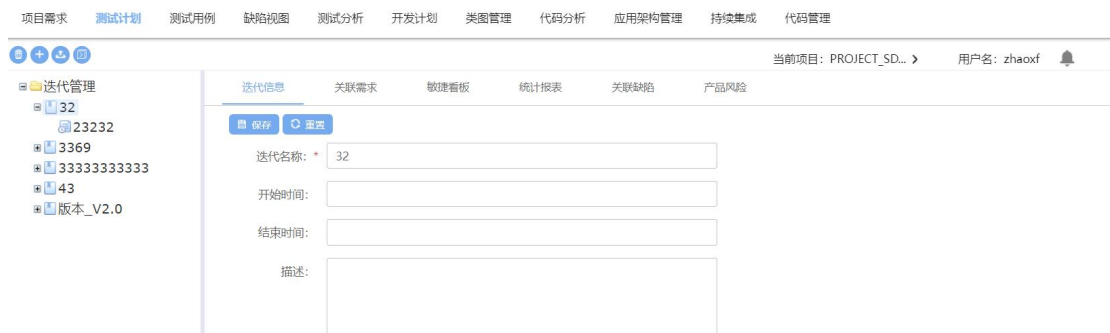 项目需求 测试计划 测试用例 缺陷视图 测试分析 开发计划 类图管理 代码分析 应用架构管理 持续集成 代码管理
当前项目: PROJECT_SD... 用户名: zhaoxf
迭代管理
32
23232
3369
33333333333
43
版本_V2.0
迭代信息 关联需求 敏捷看板 统计报表 关联缺陷 产品风险
保存 重置
迭代名称: * 32
开始时间:
结束时间:
描述: